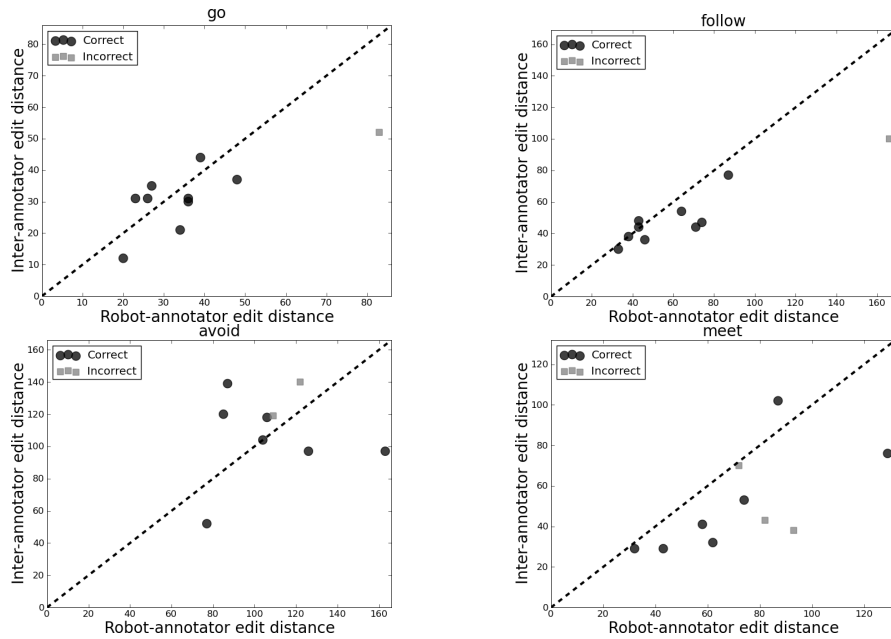 go
Correct
Incorrect
Inter-annotator edit distance
80
70
60
50
40
30
20
10
0
0 10 20 30 40 50 60 70 80
Robot-annotator edit distance
follow
Correct
Incorrect
Inter-annotator edit distance
160
140
120
100
80
60
40
20
0
0 20 40 60 80 100 120 140 160
Robot-annotator edit distance
avoid
Correct
Incorrect
Inter-annotator edit distance
160
140
120
100
80
60
40
20
0
0 20 40 60 80 100 120 140 160
Robot-annotator edit distance
meet
Correct
Incorrect
Inter-annotator edit distance
120
100
80
60
40
20
0
0 20 40 60 80 100 120
Robot-annotator edit distance